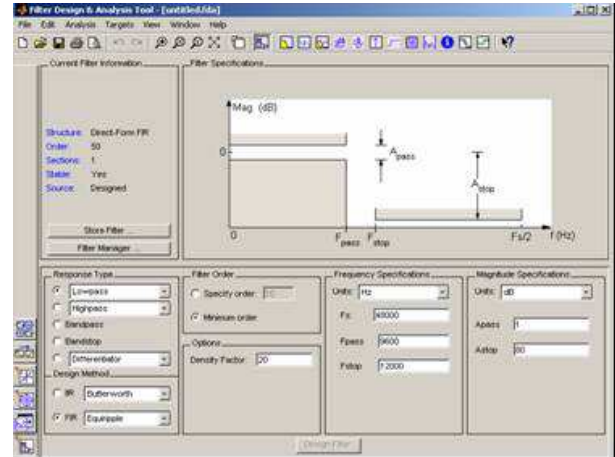 Filter Design & Analysis Tool - [untitled.fda]
File Edit Analysis Targets View Window Help
Current Filter Information
Structure: Direct-Form FIR
Order: 50
Sections: 1
Stable: Yes
Source: Designed
Store Filter ...
Filter Manager ...
Filter Specifications
Mag. (dB)
0
A pass
A stop
0
F pass
F stop
Fs/2
f (Hz)
Response Type
Lowpass
Highpass
Bandpass
Bandstop
Differentiator
Design Method
IIR Butterworth
FIR Equiripple
Filter Order
Specify order: 10
Minimum order
Options
Density Factor: 20
Frequency Specifications
Units: Hz
Fs: 48000
Fpass: 9600
Fstop: 12000
Magnitude Specifications
Units: dB
Apass: 1
Astop: 80
Design Filter